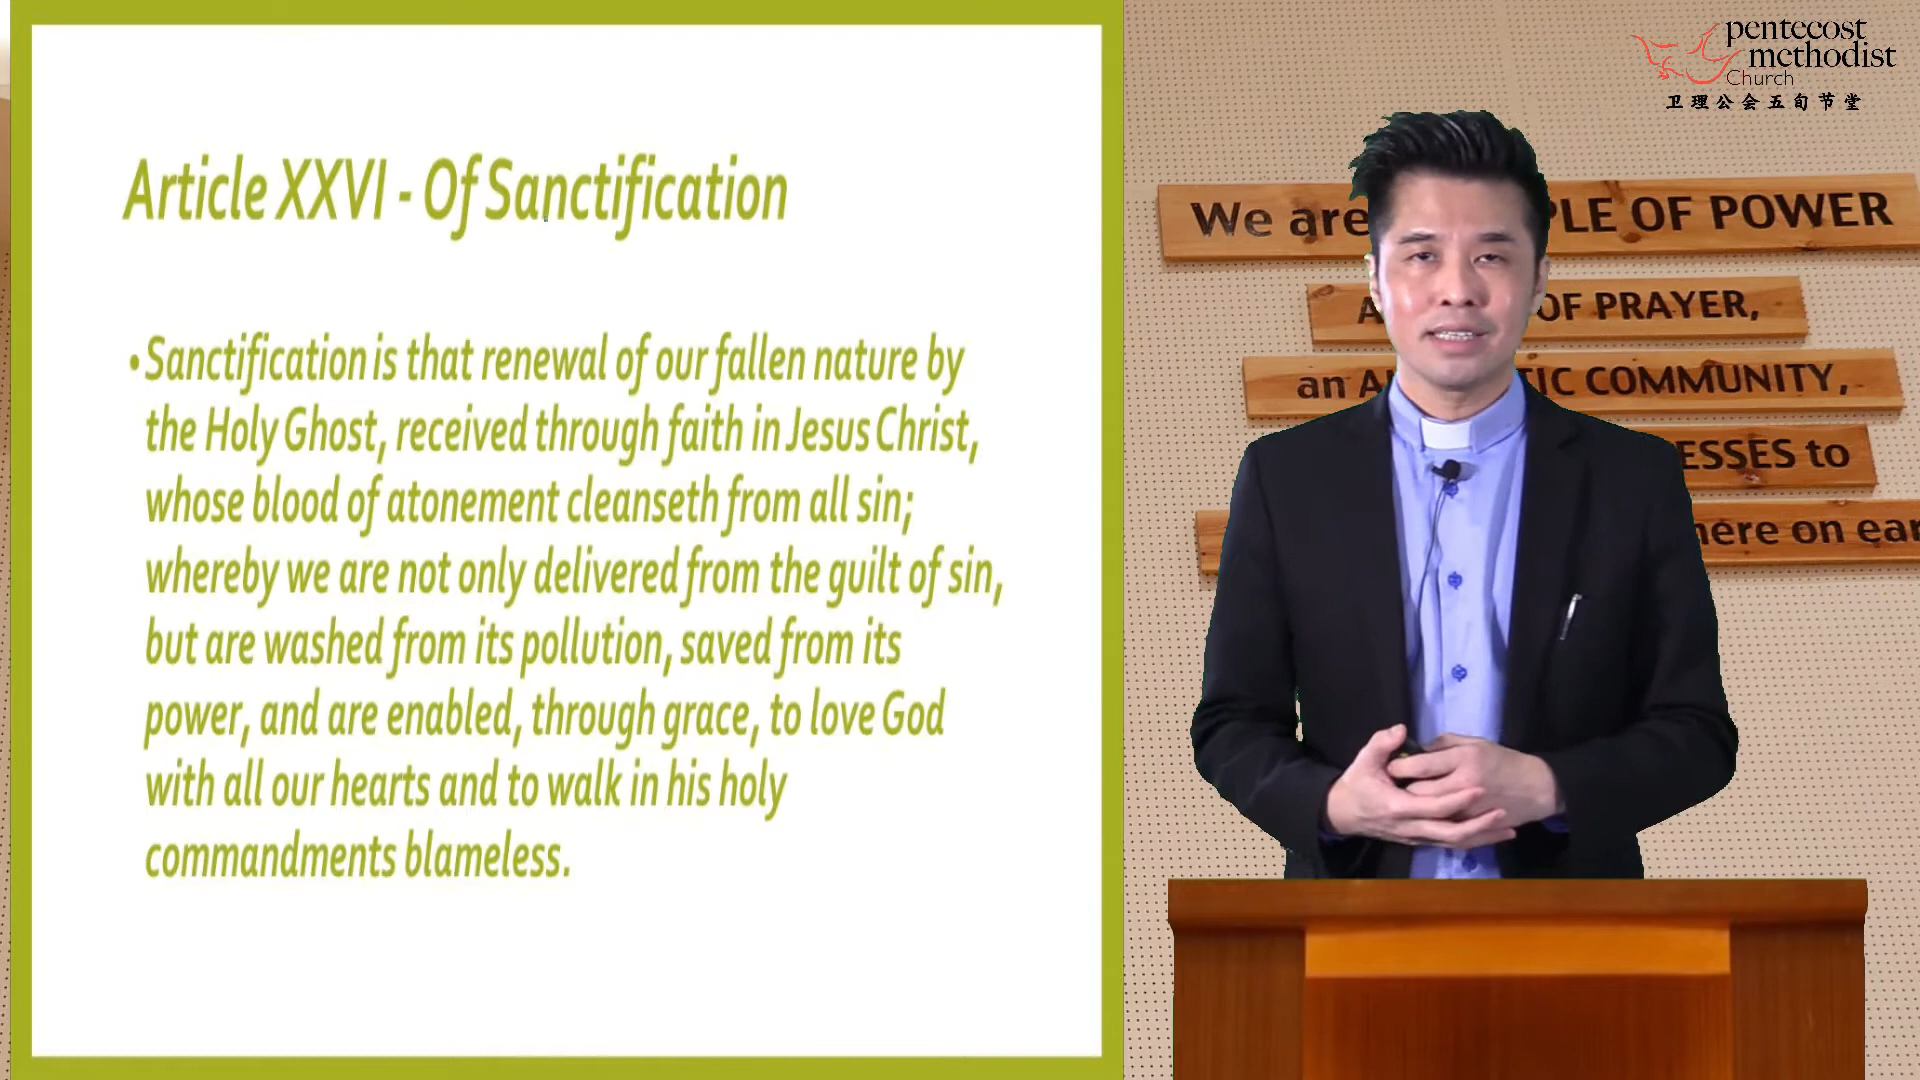 Article XXVI - Of Sanctification
• Sanctification is that renewal of our fallen nature by
the Holy Ghost, received through faith in Jesus Christ,
whose blood of atonement cleanseth from all sin;
whereby we are not only delivered from the guilt of sin,
but are washed from its pollution, saved from its
power, and are enabled, through grace, to love God
with all our hearts and to walk in his holy
commandments blameless.
pentecost
methodist
Church
卫理公会五旬节堂
We are PLE OF POWER
A OF PRAYER,
an A TIC COMMUNITY,
ESSES to
here on ear